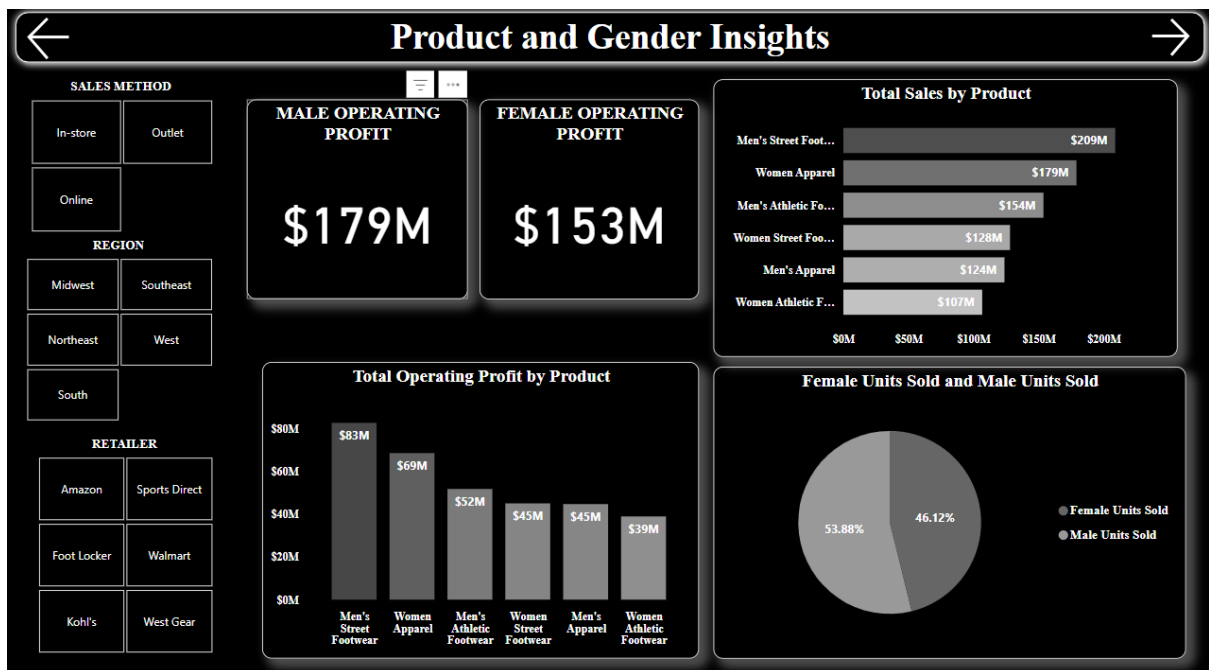 Product and Gender Insights
SALES METHOD
In-store
Outlet
Online
REGION
Midwest
Southeast
Northeast
West
South
RETAILER
Amazon
Sports Direct
Foot Locker
Walmart
Kohl's
West Gear
MALE OPERATING
PROFIT
$179M
FEMALE OPERATING
PROFIT
$153M
Total Sales by Product
Men's Street Foot... $209M
Women Apparel $179M
Men's Athletic Fo... $154M
Women Street Foo... $128M
Men's Apparel $124M
Women Athletic F... $107M
$0M $50M $100M $150M $200M
Total Operating Profit by Product
$80M
$60M
$40M
$20M
$0M
$83M
$69M
$52M
$45M
$45M
$39M
Men's
Street
Footwear
Women
Apparel
Men's
Athletic
Footwear
Women
Street
Footwear
Men's
Apparel
Women
Athletic
Footwear
Female Units Sold and Male Units Sold
53.88%
46.12%
Female Units Sold
Male Units Sold